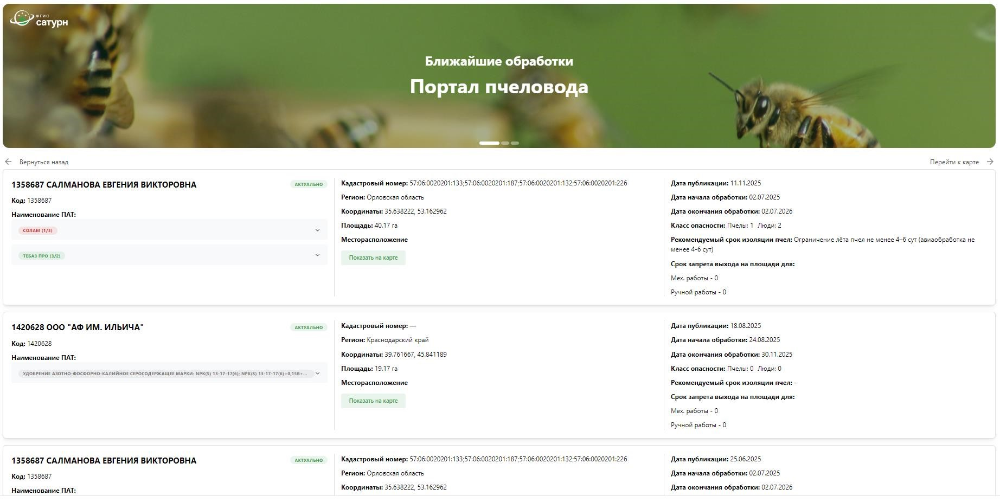 ФГИС
сатурн
Ближайшие обработки
Портал пчеловода
Вернуться назад
Перейти к карте
1358687 САЛМАНОВА ЕВГЕНИЯ ВИКТОРОВНА
АКТУАЛЬНО
Код: 1358687
Наименование ПАТ:
СОЛАМ (1/3)
ТЕБАЗ ПРО (3/2)
Кадастровый номер: 57:06:0020201:133;57:06:0020201:187;57:06:0020201:132;57:06:0020201:226
Регион: Орловская область
Координаты: 35.638222, 53.162962
Площадь: 40.17 га
Месторасположение
Показать на карте
Дата публикации: 11.11.2025
Дата начала обработки: 02.07.2025
Дата окончания обработки: 02.07.2026
Класс опасности: Пчелы: 1 Люди: 2
Рекомендуемый срок изоляции пчел: Ограничение лёта пчел не менее 4–6 сут (авиаобработка не
менее 4-6 сут)
Срок запрета выхода на площади для:
Мех. работы - 0
Ручной работы - 0
1420628 ООО "АФ ИМ. ИЛЬИЧА"
АКТУАЛЬНО
Код: 1420628
Наименование ПАТ:
УДОБРЕНИЕ АЗОТНО-ФОСФОРНО-КАЛИЙНОЕ СЕРОСОДЕРЖАЩЕЕ МАРКИ: NPK(S) 13-17-17(6); NPK(S) 13-17-17(6)+0,15B+...
Кадастровый номер: —
Регион: Краснодарский край
Координаты: 39.761667, 45.841189
Площадь: 19.17 га
Месторасположение
Показать на карте
Дата публикации: 18.08.2025
Дата начала обработки: 24.08.2025
Дата окончания обработки: 30.11.2025
Класс опасности: Пчелы: 0 Люди: 0
Рекомендуемый срок изоляции пчел: -
Срок запрета выхода на площади для:
Мех. работы - 0
Ручной работы - 0
1358687 САЛМАНОВА ЕВГЕНИЯ ВИКТОРОВНА
АКТУАЛЬНО
Код: 1358687
Наименование ПАТ:
Кадастровый номер: 57:06:0020201:133;57:06:0020201:187;57:06:0020201:132;57:06:0020201:226
Регион: Орловская область
Координаты: 35.638222, 53.162962
Дата публикации: 25.06.2025
Дата начала обработки: 02.07.2025
Дата окончания обработки: 02.07.2026